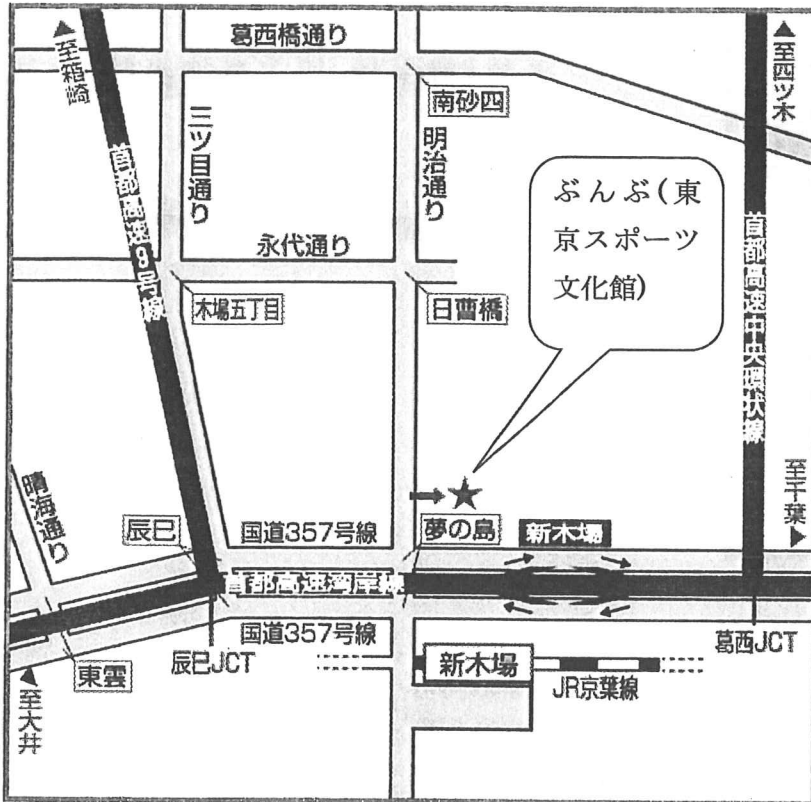 葛西橋通り
至箱崎
至四ツ木
南砂四
三ツ目通り
明治通り
首都高速9号線
ぶんぶ(東
京スポーツ
文化館)
永代通り
木場五丁目
日曹橋
首都高速中央環状線
晴海通り
至千葉
辰巳
国道357号線
夢の島
新木場
首都高速湾岸線
国道357号線
葛西JCT
辰巳JCT
東雲
新木場
JR京葉線
至大井